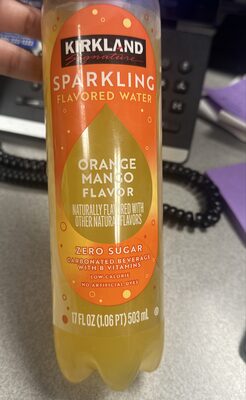 KIRKLAND
Signature
SPARKLING
FLAVORED WATER
ORANGE
MANGO
FLAVOR
NATURALLY FLAVORED WITH
OTHER NATURAL FLAVORS
ZERO SUGAR
CARBONATED BEVERAGE
WITH B VITAMINS
LOW CALORIE
NO ARTIFICIAL DYES
17 FL OZ (1.06 PT) 503 mL